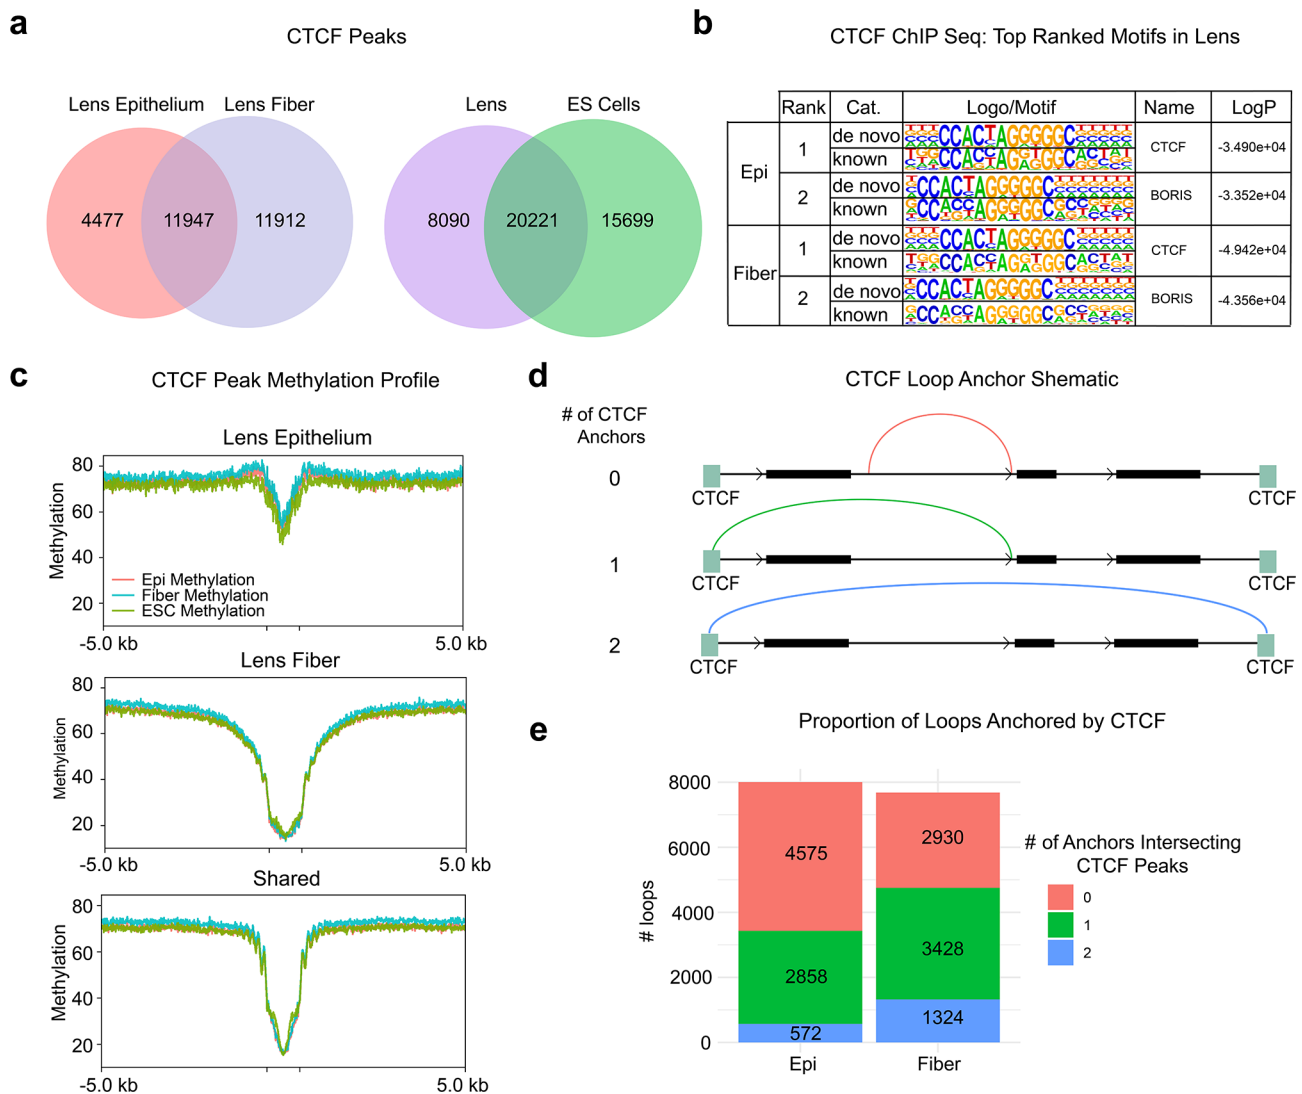 a
CTCF Peaks
Lens Epithelium
Lens Fiber
4477
11947
11912
Lens
ES Cells
8090
20221
15699
b
CTCF ChIP Seq: Top Ranked Motifs in Lens
Rank Cat. Logo/Motif Name LogP
Epi
1 de novo CCACTAGGGGGC CTCF -3.490e+04
known
2 de novo CCACTAGGGGGC BORIS -3.352e+04
known
Fiber
1 de novo CCACTAGGGGGC CTCF -4.942e+04
known
2 de novo CCACTAGGGGGC BORIS -4.356e+04
known
c
CTCF Peak Methylation Profile
Lens Epithelium
Methylation
80
60
40
20
Epi Methylation
Fiber Methylation
ESC Methylation
-5.0 kb
5.0 kb
Lens Fiber
Methylation
80
60
40
20
-5.0 kb
5.0 kb
Shared
Methylation
80
60
40
20
-5.0 kb
5.0 kb
d
CTCF Loop Anchor Shematic
# of CTCF
Anchors
0
CTCF
CTCF
1
CTCF
CTCF
2
CTCF
CTCF
e
Proportion of Loops Anchored by CTCF
# loops
8000
6000
4000
2000
0
4575
2858
572
2930
3428
1324
Epi
Fiber
# of Anchors Intersecting
CTCF Peaks
0
1
2